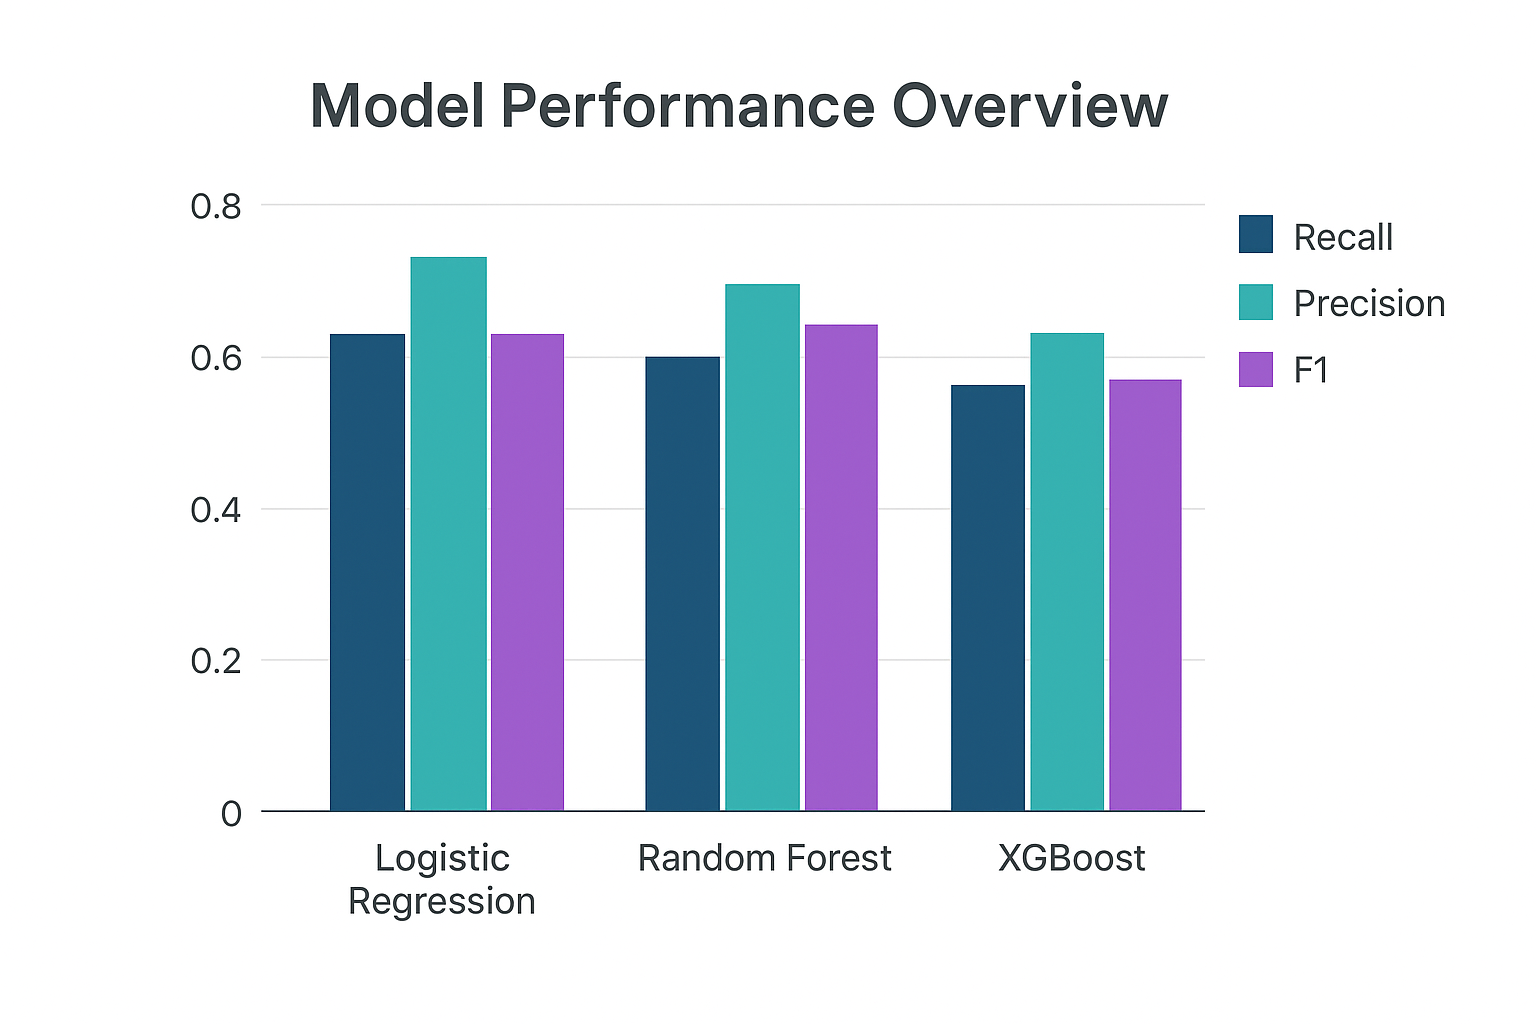 Model Performance Overview
0.8
0.6
0.4
0.2
0
Logistic
Regression
Random Forest
XGBoost
Recall
Precision
F1